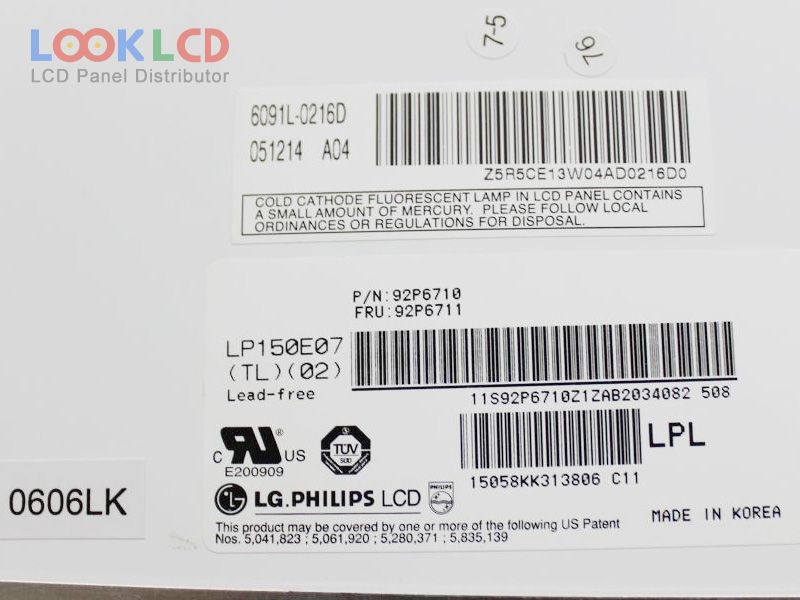 LOOKLCD
LCD Panel Distributor
7-5
16
6091L-0216D
051214 A04
Z5R5CE13W04AD0216D0
COLD CATHODE FLUORESCENT LAMP IN LCD PANEL CONTAINS
A SMALL AMOUNT OF MERCURY. PLEASE FOLLOW LOCAL
ORDINANCES OR REGULATIONS FOR DISPOSAL.
P/N:92P6710
FRU:92P6711
LP150E07
(TL)(02)
Lead-free
11S92P6710Z1ZAB2034082 508
c RU ® US
E200909
TÜV
SÜD
LPL
15058KK313806 C11
LG.PHILIPS LCD
PHILIPS
MADE IN KOREA
This product may be covered by one or more of the following US Patent
Nos. 5,041,823 ; 5,061,920 ; 5,280,371 ; 5,835,139
0606LK